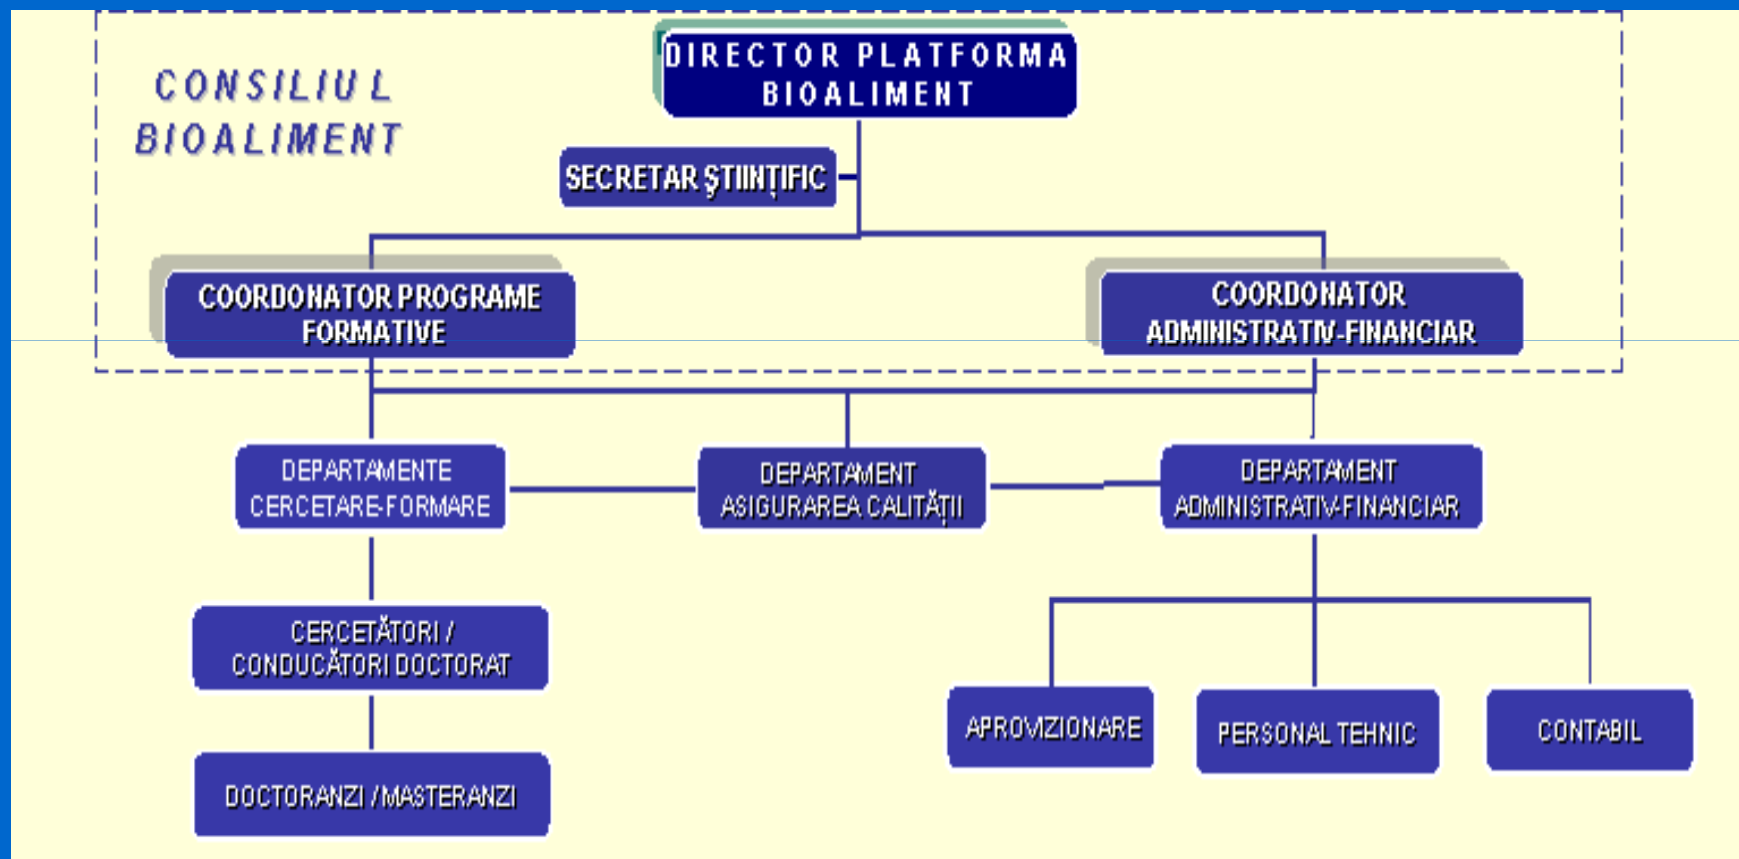 DIRECTOR PLATFORMA
BIOALIMENT
CONSILIUL
BIOALIMENT
SECRETAR ŞTIINŢIFIC
COORDONATOR PROGRAME
FORMATIVE
COORDONATOR
ADMINISTRATIV-FINANCIAR
DEPARTAMENTE
CERCETARE-FORMARE
DEPARTAMENT
ASIGURAREA CALITĂŢII
DEPARTAMENT
ADMINISTRATIV-FINANCIAR
CERCETĂTORI /
CONDUCĂTORI DOCTORAT
APROVIZIONARE
PERSONAL TEHNIC
CONTABIL
DOCTORANZI / MASTERANZI